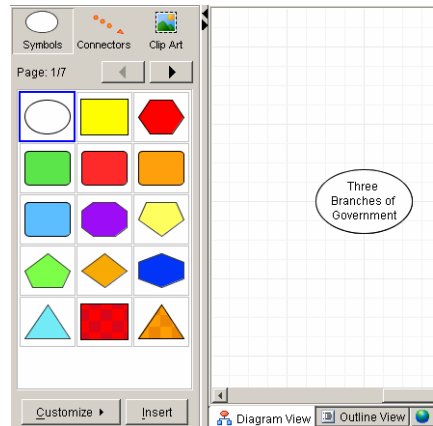 Symbols Connectors Clip Art
Page: 1/7
Three
Branches of
Government
Customize Insert
Diagram View Outline View